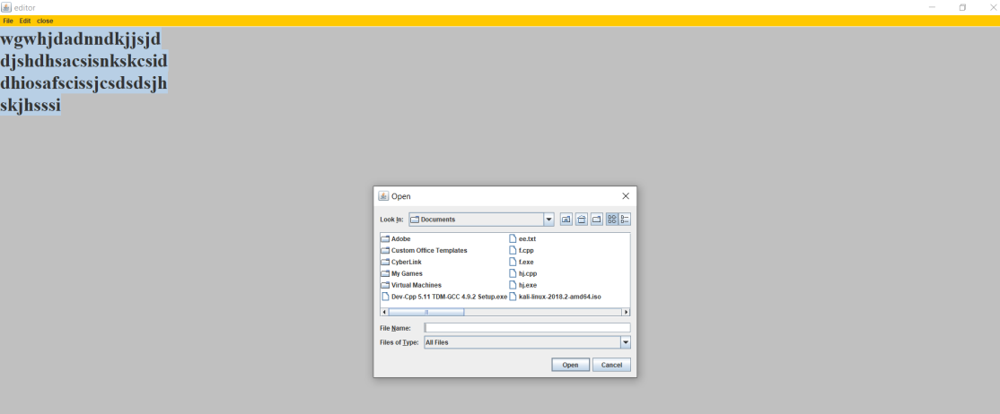 editor
File Edit close
wgwhjdadnndkjjsjd
djshdhsacsisnkskcsid
dhiosafscissjcsdsdsjh
skjhsssi
Open
Look In: Documents
Adobe
Custom Office Templates
CyberLink
My Games
Virtual Machines
Dev-Cpp 5.11 TDM-GCC 4.9.2 Setup.exe
ee.txt
f.cpp
f.exe
hj.cpp
hj.exe
kali-linux-2018.2-amd64.iso
File Name:
Files of Type: All Files
Open Cancel